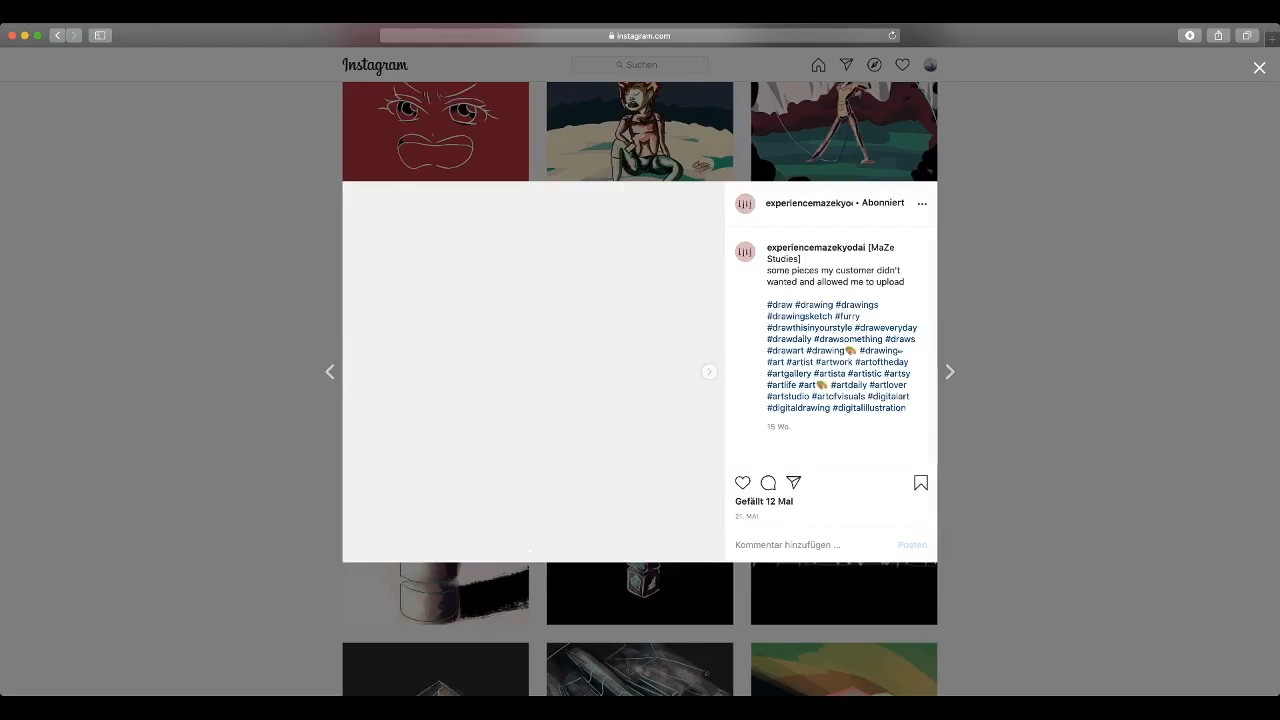 instagram.com
Instagram
Suchen
experiencemazekyo • Abonniert
experiencemazekyodai [MaZe
Studies]
some pieces my customer didn't
wanted and allowed me to upload
#draw #drawing #drawings
#drawingsketch #furry
#drawthisinyourstyle #draweveryday
#drawdaily #drawsomething #draws
#drawart #drawing🎨 #drawing✏
#art #artist #artwork #artoftheday
#artgallery #artista #artistic #artsy
#artlife #art🎨 #artdaily #artlover
#artstudio #artofvisuals #digitalart
#digitaldrawing #digitalillustration
15 Wo.
Gefällt 12 Mal
21. MAI
Kommentar hinzufügen ...
Posten